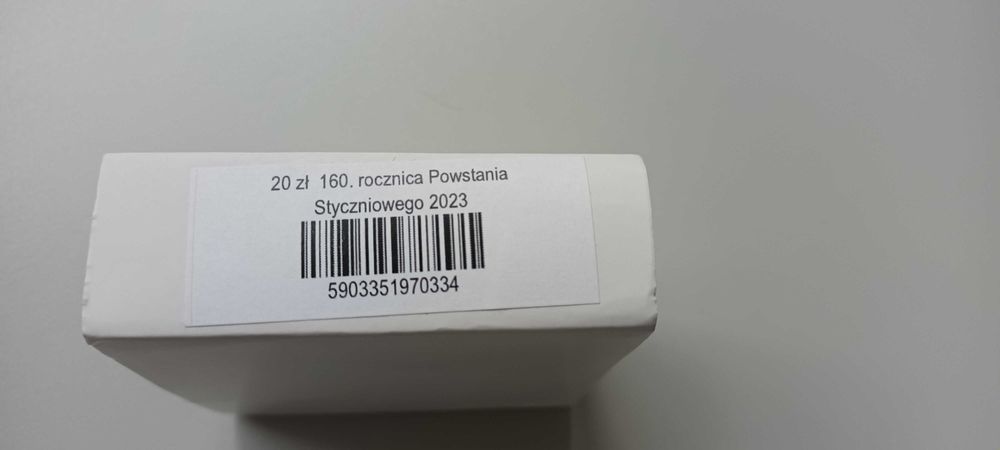 20 zł 160. rocznica Powstania
Styczniowego 2023
5903351970334